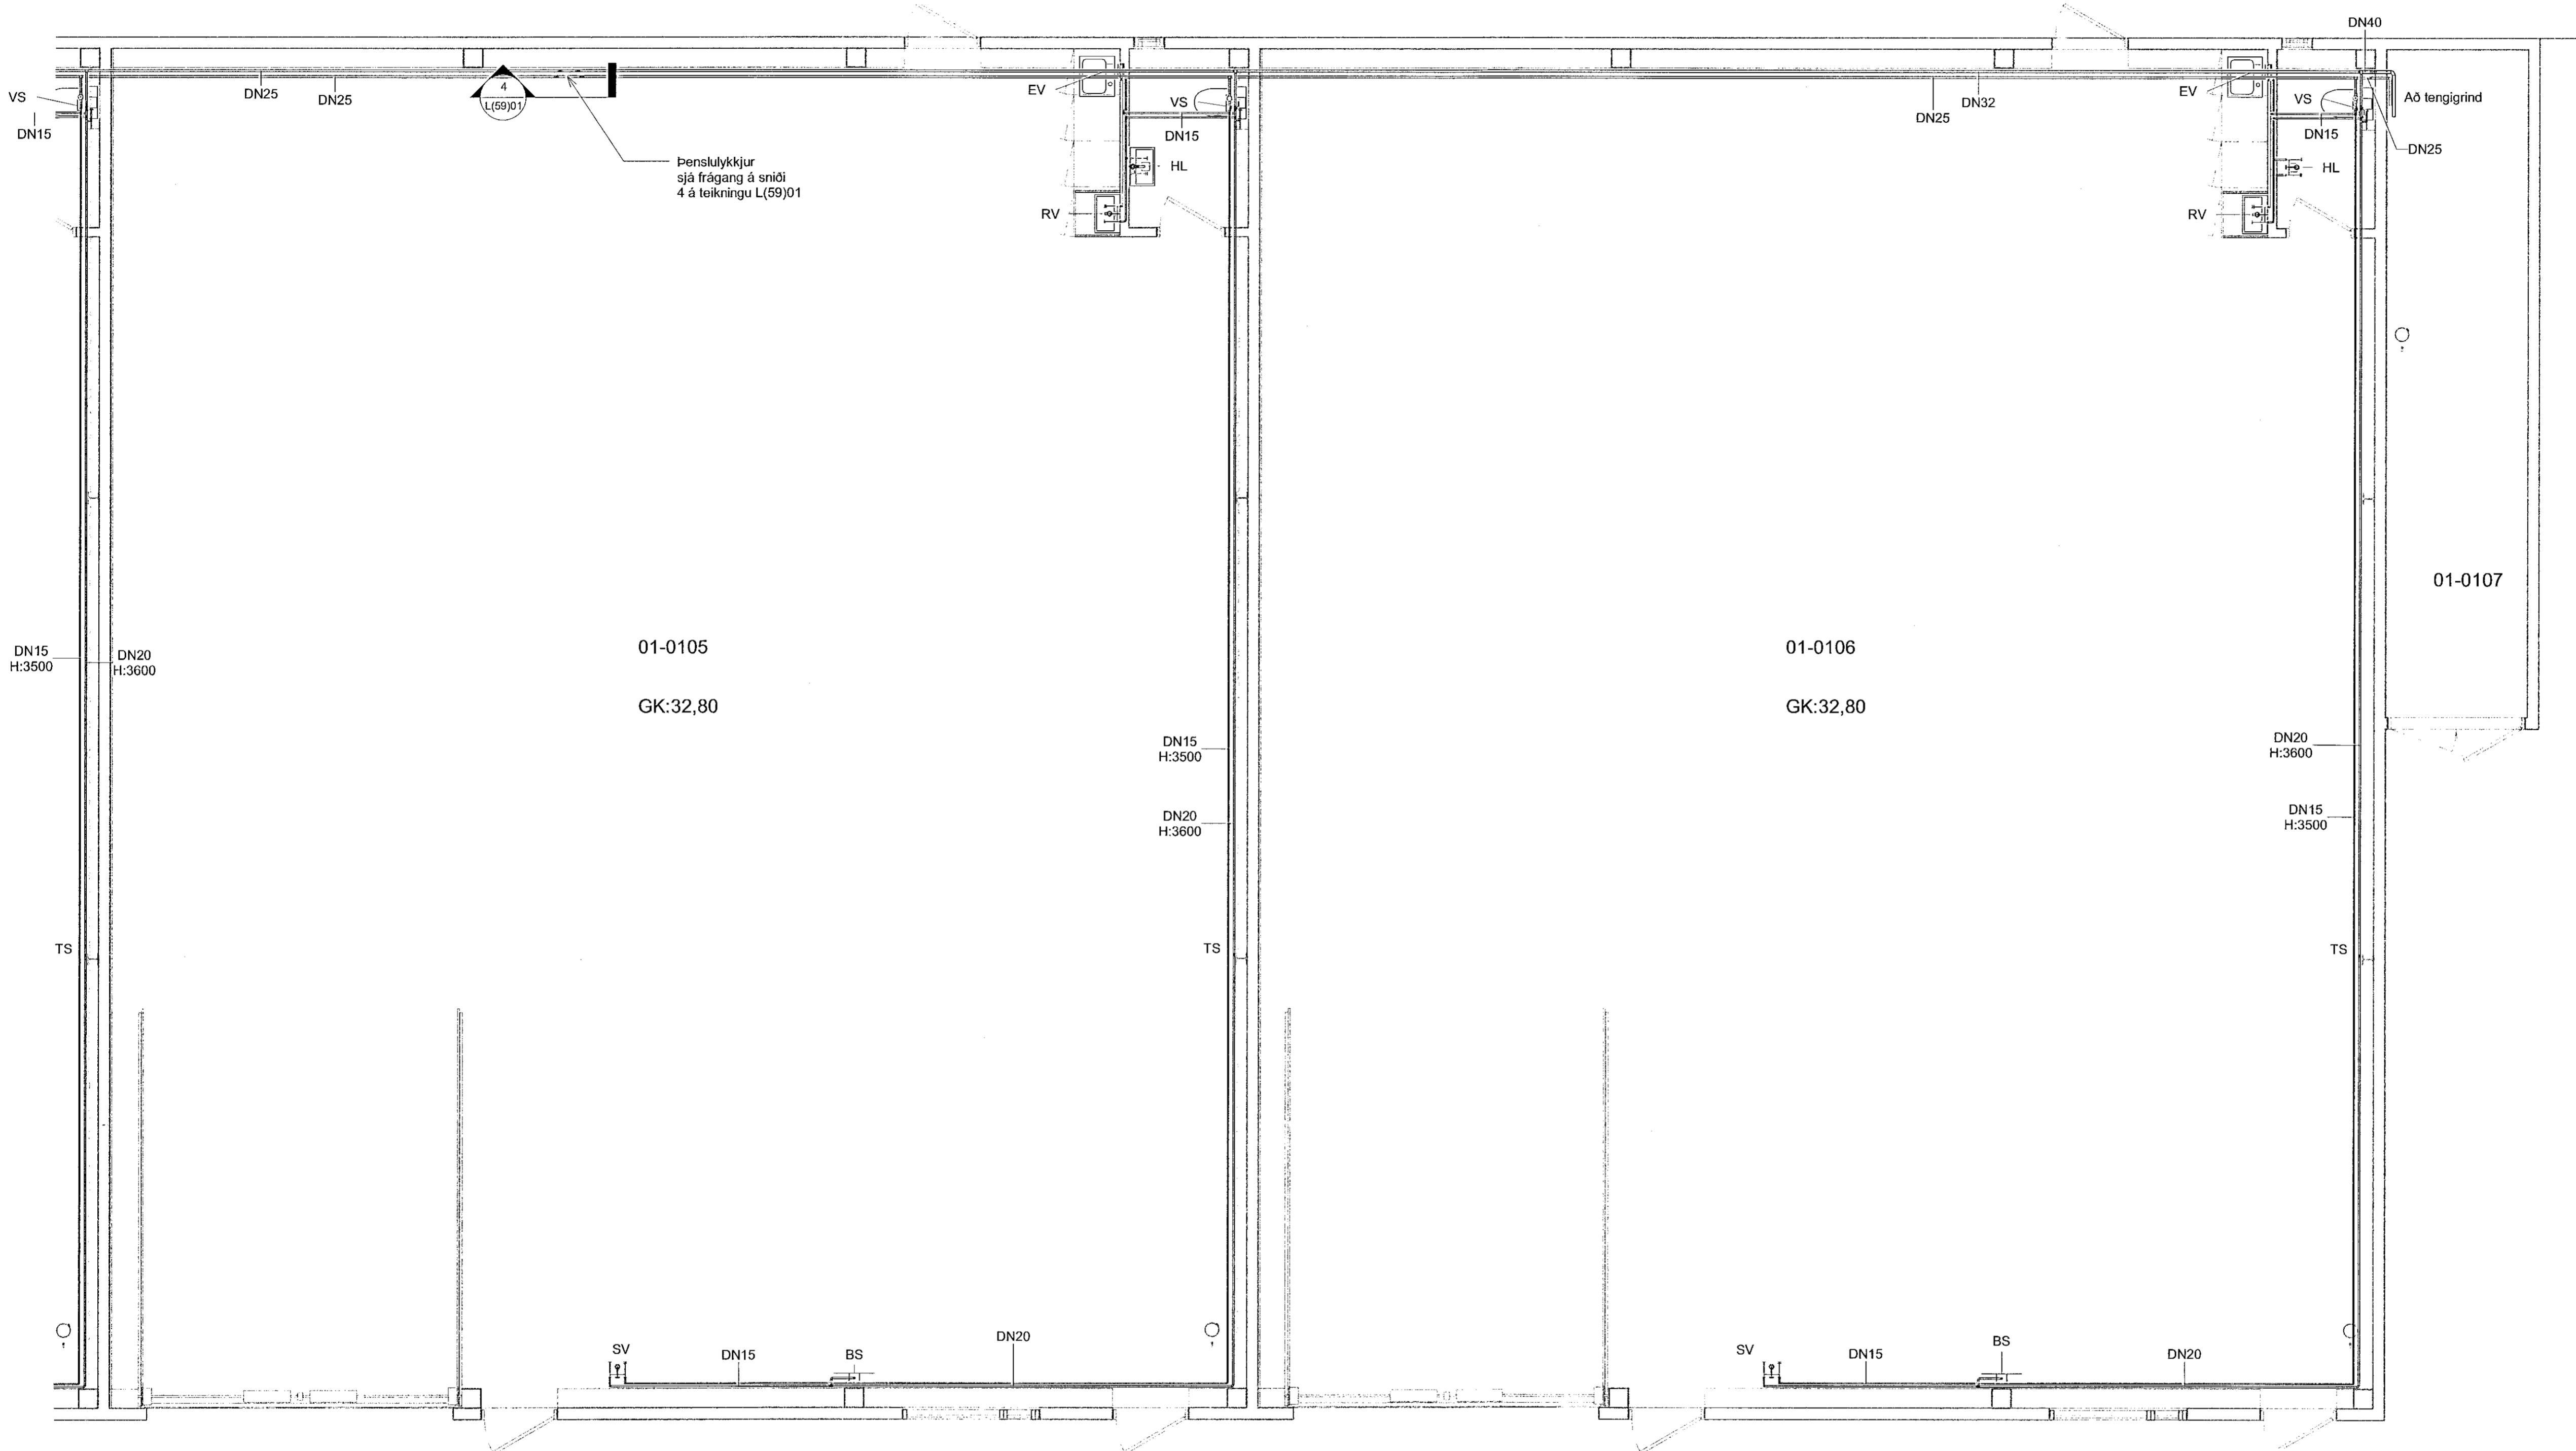 DN40
VS
DN15
DN25
DN25
4
L(59)01
Þenslulykkjur
sjá frágang á sniði
4 á teikningu L(59)01
EV
VS
DN15
HL
RV
DN25
DN32
EV
VS
DN15
HL
RV
Að tengigrind
DN25
01-0107
DN15
H:3500
DN20
H:3600
01-0105
GK:32,80
DN15
H:3500
DN20
H:3600
01-0106
GK:32,80
DN20
H:3600
DN15
H:3500
TS
TS
TS
SV
DN15
BS
DN20
SV
DN15
BS
DN20